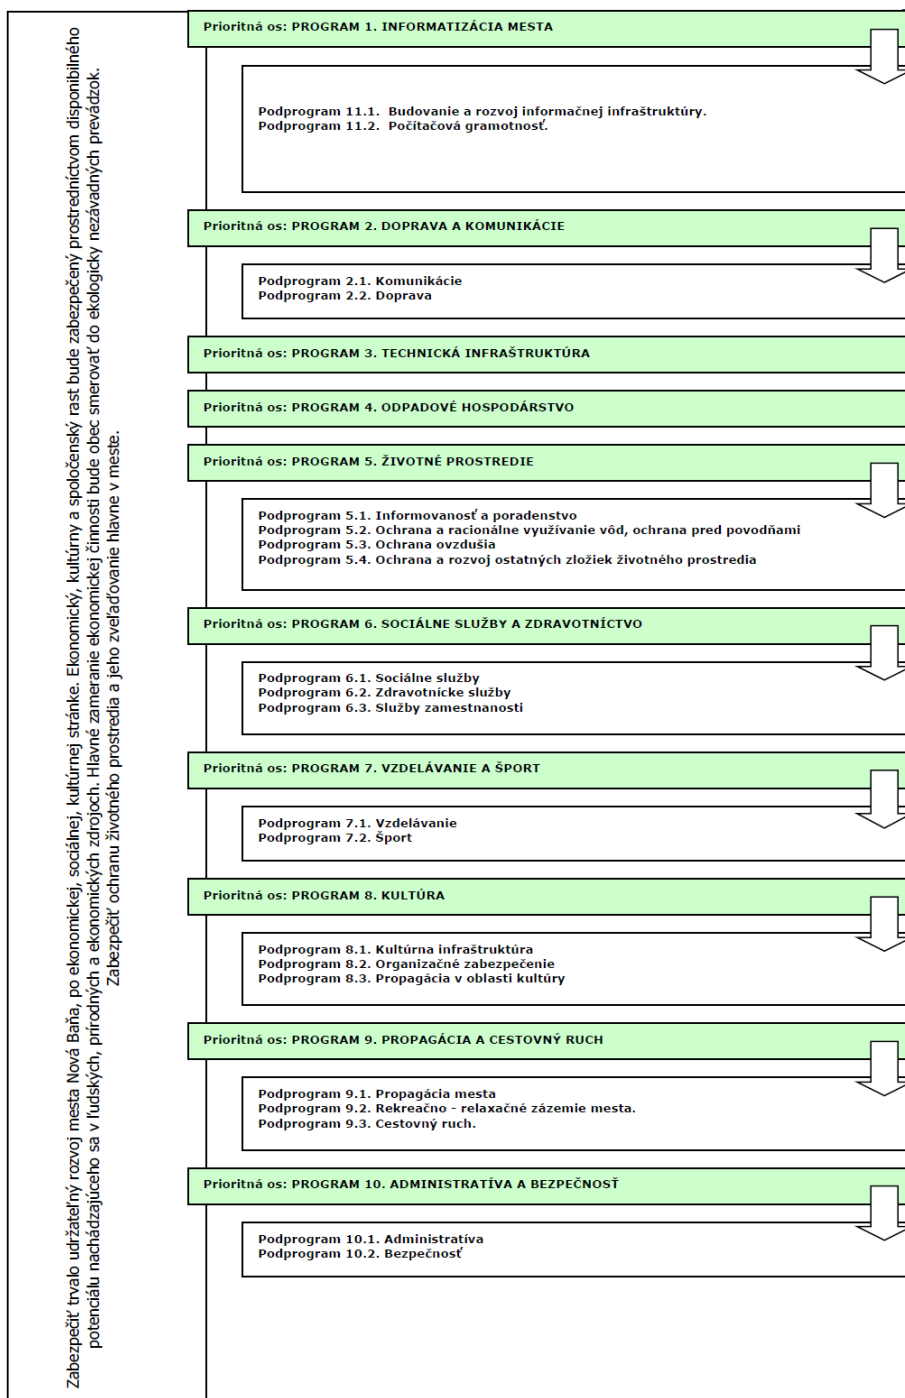 Zabezpečiť trvalo udržateľný rozvoj mesta Nová Baňa, po ekonomickej, sociálnej, kultúrnej stránke. Ekonomický, kultúrny a spoločenský rast bude zabezpečený prostredníctvom disponibilného
potenciálu nachádzajúceho sa v ľudských, prírodných a ekonomických zdrojoch. Hlavné zameranie ekonomickej činnosti bude obec smerovať do ekologicky nezávadných prevádzok.
Zabezpečiť ochranu životného prostredia a jeho zveľaďovanie hlavne v meste.
Prioritná os: PROGRAM 1. INFORMATIZÁCIA MESTA
Podprogram 11.1. Budovanie a rozvoj informačnej infraštruktúry.
Podprogram 11.2. Počítačová gramotnosť.
Prioritná os: PROGRAM 2. DOPRAVA A KOMUNIKÁCIE
Podprogram 2.1. Komunikácie
Podprogram 2.2. Doprava
Prioritná os: PROGRAM 3. TECHNICKÁ INFRAŠTRUKTÚRA
Prioritná os: PROGRAM 4. ODPADOVÉ HOSPODÁRSTVO
Prioritná os: PROGRAM 5. ŽIVOTNÉ PROSTREDIE
Podprogram 5.1. Informovanosť a poradenstvo
Podprogram 5.2. Ochrana a racionálne využívanie vôd, ochrana pred povodňami
Podprogram 5.3. Ochrana ovzdušia
Podprogram 5.4. Ochrana a rozvoj ostatných zložiek životného prostredia
Prioritná os: PROGRAM 6. SOCIÁLNE SLUŽBY A ZDRAVOTNÍCTVO
Podprogram 6.1. Sociálne služby
Podprogram 6.2. Zdravotnícke služby
Podprogram 6.3. Služby zamestnanosti
Prioritná os: PROGRAM 7. VZDELÁVANIE A ŠPORT
Podprogram 7.1. Vzdelávanie
Podprogram 7.2. Šport
Prioritná os: PROGRAM 8. KULTÚRA
Podprogram 8.1. Kultúrna infraštruktúra
Podprogram 8.2. Organizačné zabezpečenie
Podprogram 8.3. Propagácia v oblasti kultúry
Prioritná os: PROGRAM 9. PROPAGÁCIA A CESTOVNÝ RUCH
Podprogram 9.1. Propagácia mesta
Podprogram 9.2. Rekreačno - relaxačné zázemie mesta.
Podprogram 9.3. Cestovný ruch.
Prioritná os: PROGRAM 10. ADMINISTRATÍVA A BEZPEČNOSŤ
Podprogram 10.1. Administratíva
Podprogram 10.2. Bezpečnosť